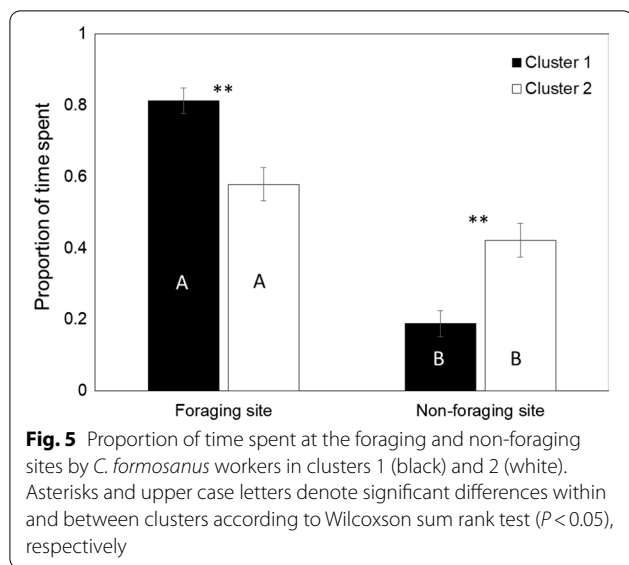 1
0.8
0.6
0.4
0.2
0
Proportion of time spent
Cluster 1
Cluster 2
**
**
A
A
B
B
Foraging site
Non-foraging site
Fig. 5 Proportion of time spent at the foraging and non-foraging
sites by C. formosanus workers in clusters 1 (black) and 2 (white).
Asterisks and upper case letters denote significant differences within
and between clusters according to Wilcoxson sum rank test (P < 0.05),
respectively